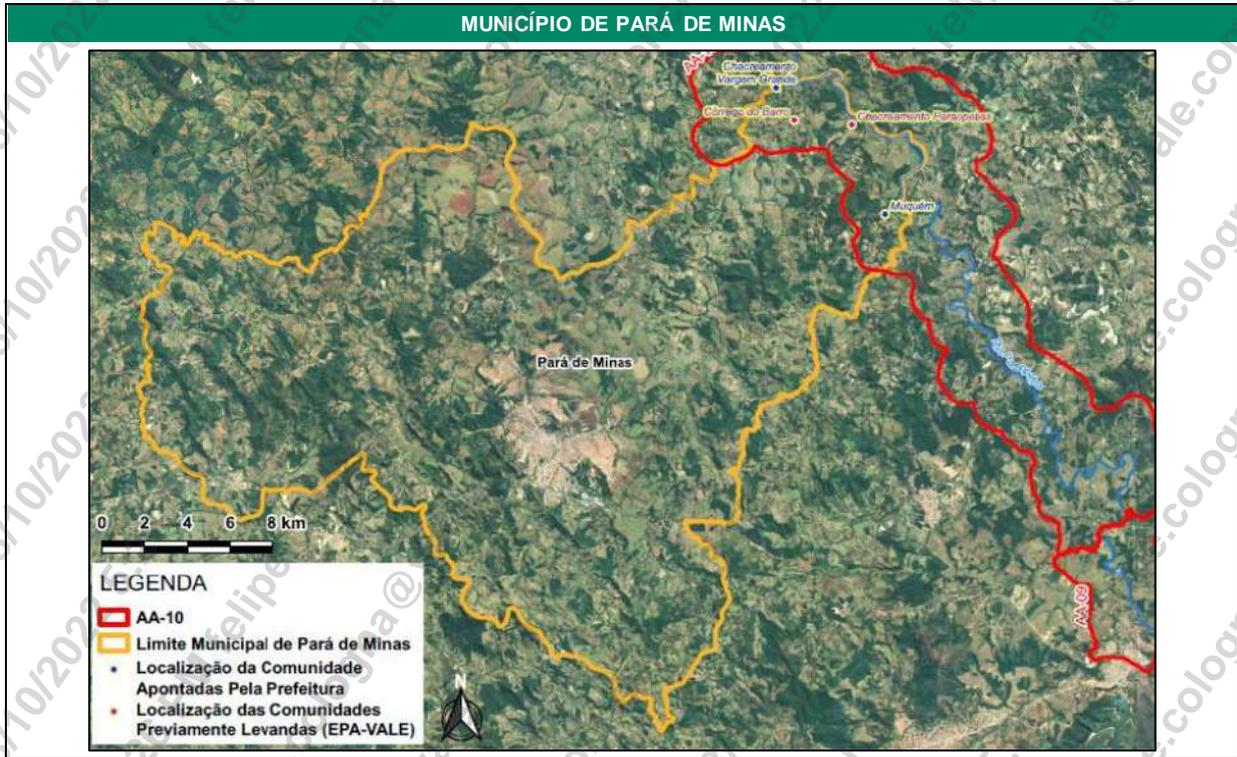 MUNICÍPIO DE PARÁ DE MINAS
Chacreamento
Vargem Grande
Córrego do Barro
Chacreamento Paraopeba
Muquém
Pará de Minas
AA-09
0 2 4 6 8 km
LEGENDA
AA-10
Limite Municipal de Pará de Minas
Localização da Comunidade
Apontadas Pela Prefeitura
Localização das Comunidades
Previamente Levandas (EPA-VALE)
N